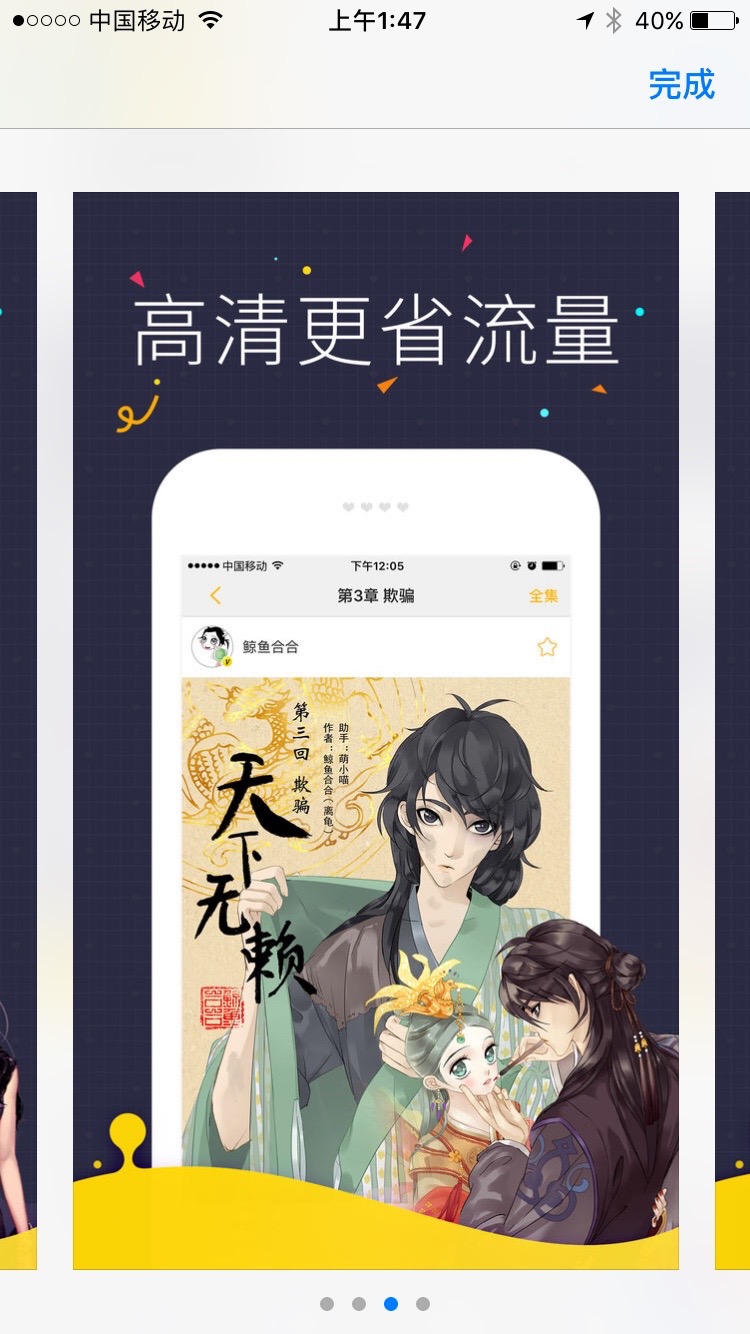 中国移动
上午1:47
40%
完成
高清更省流量
中国移动
下午12:05
第3章 欺骗
全集
鲸鱼合合
第三回 欺骗
助手：萌小喵
作者：鲸鱼合合（离龟）
天下无赖